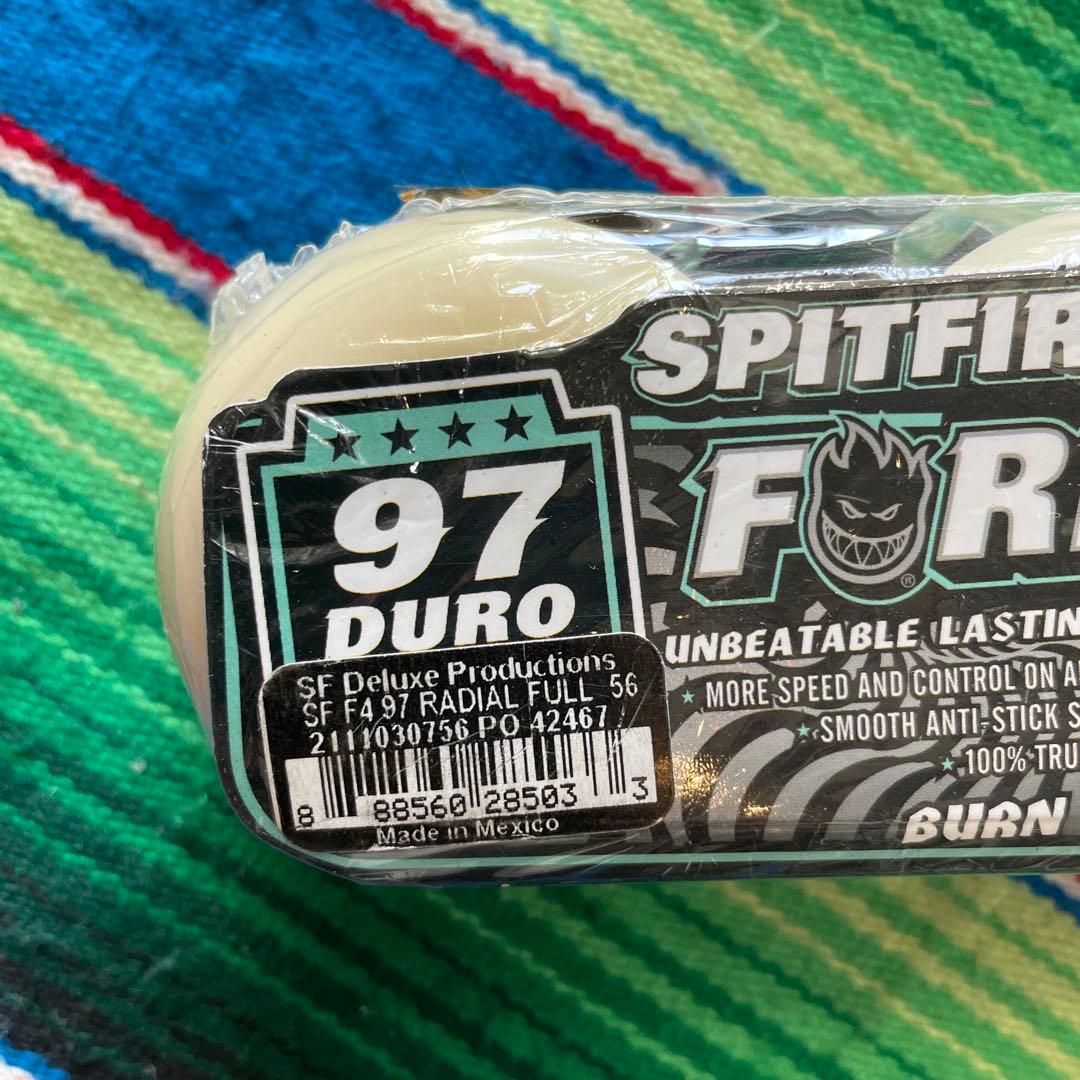 SPITFIR
F RM
97
DURO
UNBEATABLE LASTIN
MORE SPEED AND CONTROL ON A
SMOOTH ANTI-STICK S
100% TRU
BURN
SF Deluxe Productions
SF F4 97 RADIAL FULL 56
2111030756 PO 42467
8 88560 28503 3
Made in Mexico